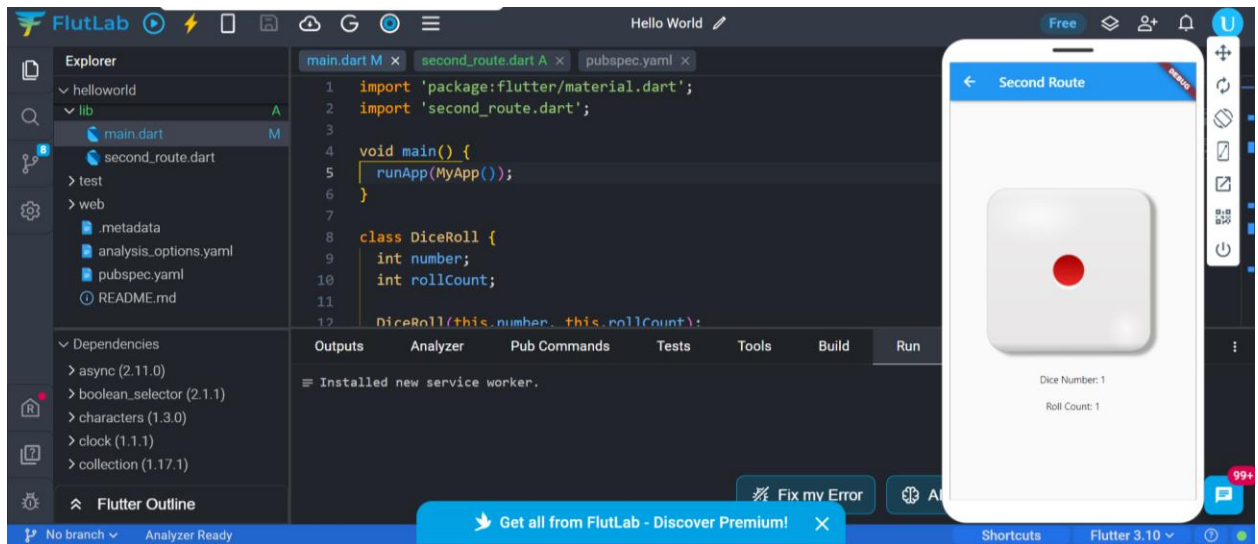 FlutLab
Hello World
Free
U
Explorer
helloworld
lib A
main.dart M
second_route.dart
test
web
.metadata
analysis_options.yaml
pubspec.yaml
README.md
8
Dependencies
async (2.11.0)
boolean_selector (2.1.1)
characters (1.3.0)
clock (1.1.1)
collection (1.17.1)
Flutter Outline
main.dart M × second_route.dart A × pubspec.yaml ×
1 import 'package:flutter/material.dart';
2 import 'second_route.dart';
3
4 void main() {
5 runApp(MyApp());
6 }
7
8 class DiceRoll {
9 int number;
10 int rollCount;
11
12 DiceRoll(this.number, this.rollCount);
Outputs Analyzer Pub Commands Tests Tools Build Run
Installed new service worker.
Fix my Error
AI
Second Route
DEBUG
Dice Number: 1
Roll Count: 1
99+
Get all from FlutLab - Discover Premium!
No branch Analyzer Ready
Shortcuts Flutter 3.10